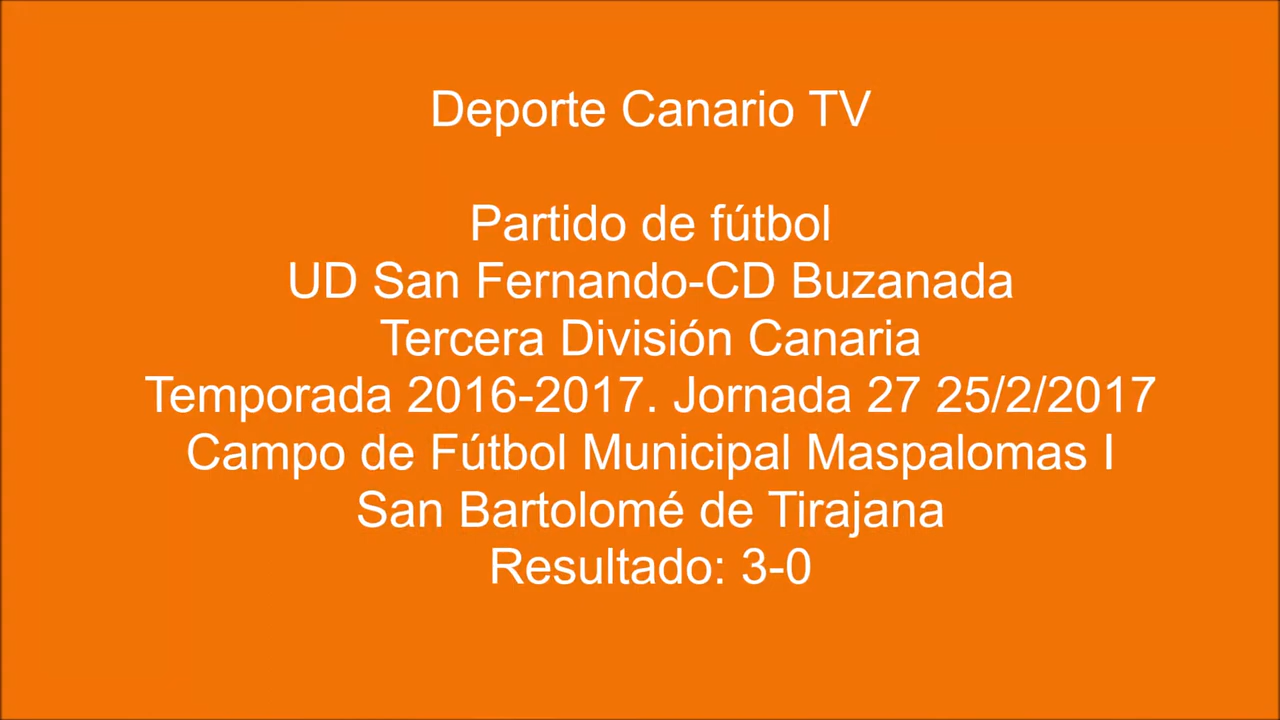 Deporte Canario TV
Partido de fútbol
UD San Fernando-CD Buzanada
Tercera División Canaria
Temporada 2016-2017. Jornada 27 25/2/2017
Campo de Fútbol Municipal Maspalomas I
San Bartolomé de Tirajana
Resultado: 3-0